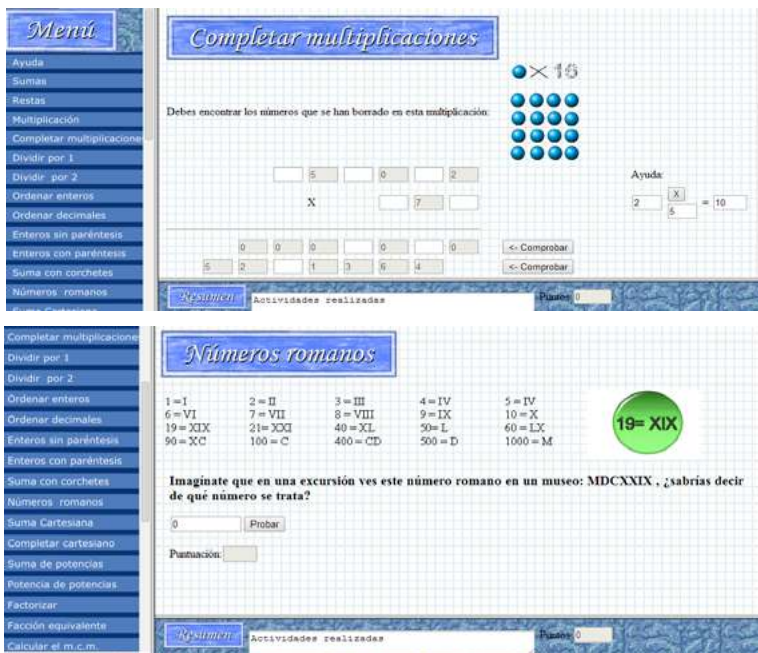 Menú
Ayuda
Sumas
Restas
Multiplicación
Completar multiplicacione
Dividir por 1
Dividir por 2
Ordenar enteros
Ordenar decimales
Enteros sin paréntesis
Enteros con paréntesis
Suma con corchetes
Números romanos
Suma Cartesiana
Completar multiplicaciones
X 16
Debes encontrar los números que se han borrado en esta multiplicación:
5 0 2
X 7
0 0 0 0 0 <- Comprobar
5 2 1 3 6 4 <- Comprobar
Ayuda:
2 X 5 = 10
Resumen Actividades realizadas Puntos 0
Completar multiplicacione
Dividir por 1
Dividir por 2
Ordenar enteros
Ordenar decimales
Enteros sin paréntesis
Enteros con paréntesis
Suma con corchetes
Números romanos
Suma Cartesiana
Completar cartesiano
Suma de potencias
Potencia de potencias
Factorizar
Facción equivalente
Calcular el m.c.m.
Números romanos
1 = I 2 = II 3 = III 4 = IV 5 = IV
6 = VI 7 = VII 8 = VIII 9 = IX 10 = X
19 = XIX 21= XXI 40 = XL 50= L 60 = LX
90 = XC 100 = C 400 = CD 500 = D 1000 = M
19= XIX
Imagínate que en una excursión ves este número romano en un museo: MDCXXIX , ¿sabrías decir
de qué número se trata?
0 Probar
Puntuación:
Resumen Actividades realizadas Puntos 0